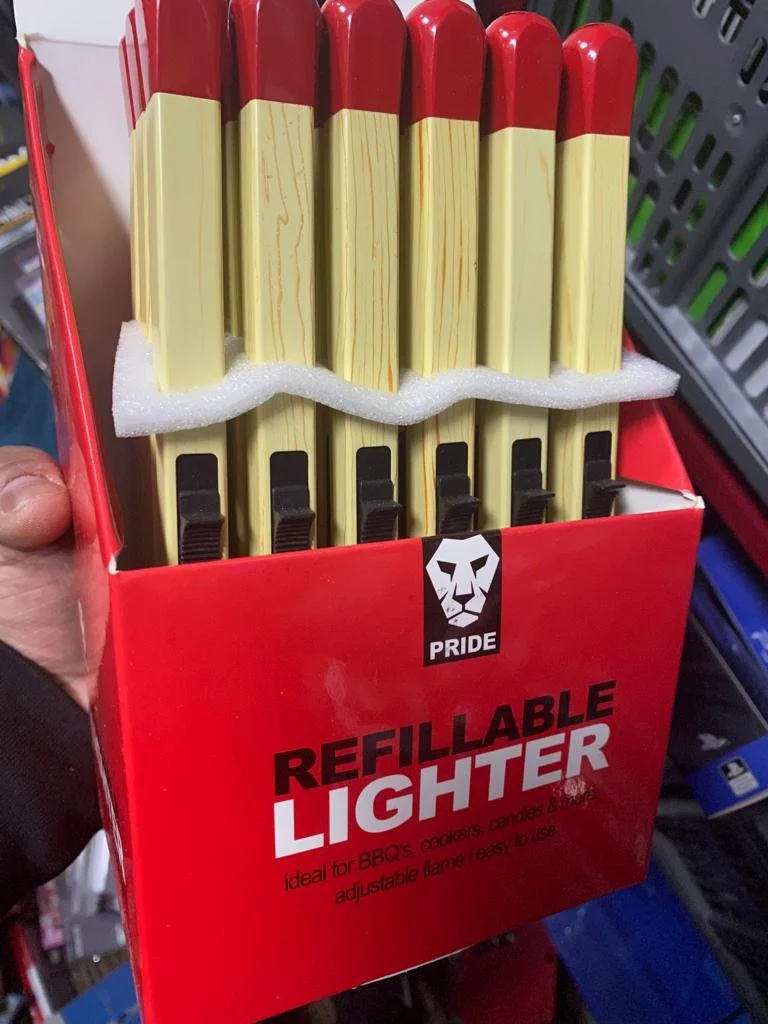 PRIDE
REFILLABLE
LIGHTER
ideal for BBQ's, cookers, candles & more
adjustable flame | easy to use